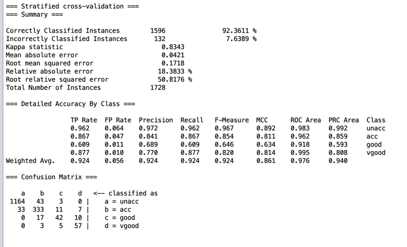 === Stratified cross-validation ===
=== Summary ===
Correctly Classified Instances 1596 92.3611 %
Incorrectly Classified Instances 132 7.6389 %
Kappa statistic 0.8343
Mean absolute error 0.0421
Root mean squared error 0.1718
Relative absolute error 18.3833 %
Root relative squared error 50.8176 %
Total Number of Instances 1728
=== Detailed Accuracy By Class ===
TP Rate FP Rate Precision Recall F-Measure MCC ROC Area PRC Area Class
0.962 0.064 0.972 0.962 0.967 0.892 0.983 0.992 unacc
0.867 0.047 0.841 0.867 0.854 0.811 0.962 0.859 acc
0.609 0.011 0.689 0.609 0.646 0.634 0.918 0.593 good
0.877 0.010 0.770 0.877 0.820 0.814 0.995 0.808 vgood
Weighted Avg. 0.924 0.056 0.924 0.924 0.924 0.861 0.976 0.940
=== Confusion Matrix ===
a b c d <-- classified as
1164 43 3 0 | a = unacc
33 333 11 7 | b = acc
0 17 42 10 | c = good
0 3 5 57 | d = vgood